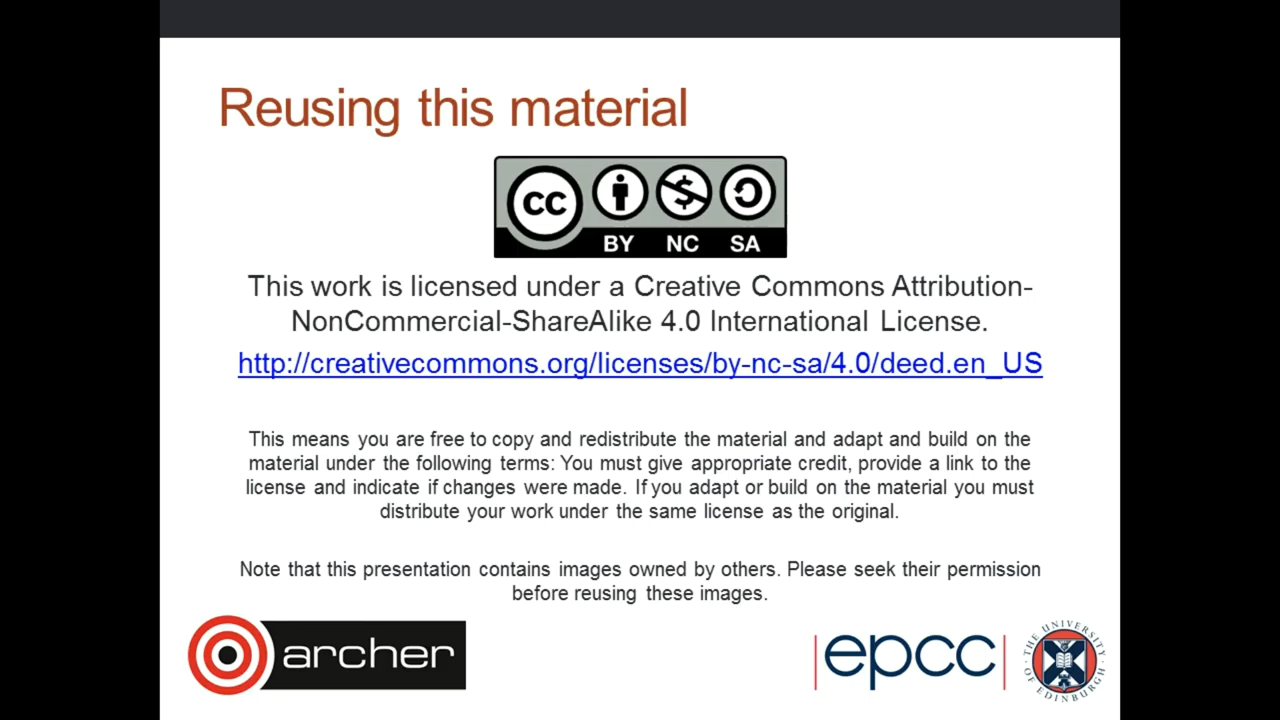 Reusing this material
CC
BY NC SA
This work is licensed under a Creative Commons Attribution-
NonCommercial-ShareAlike 4.0 International License.
http://creativecommons.org/licenses/by-nc-sa/4.0/deed.en_US
This means you are free to copy and redistribute the material and adapt and build on the
material under the following terms: You must give appropriate credit, provide a link to the
license and indicate if changes were made. If you adapt or build on the material you must
distribute your work under the same license as the original.
Note that this presentation contains images owned by others. Please seek their permission
before reusing these images.
archer
epcc
THE UNIVERSITY
OF EDINBURGH